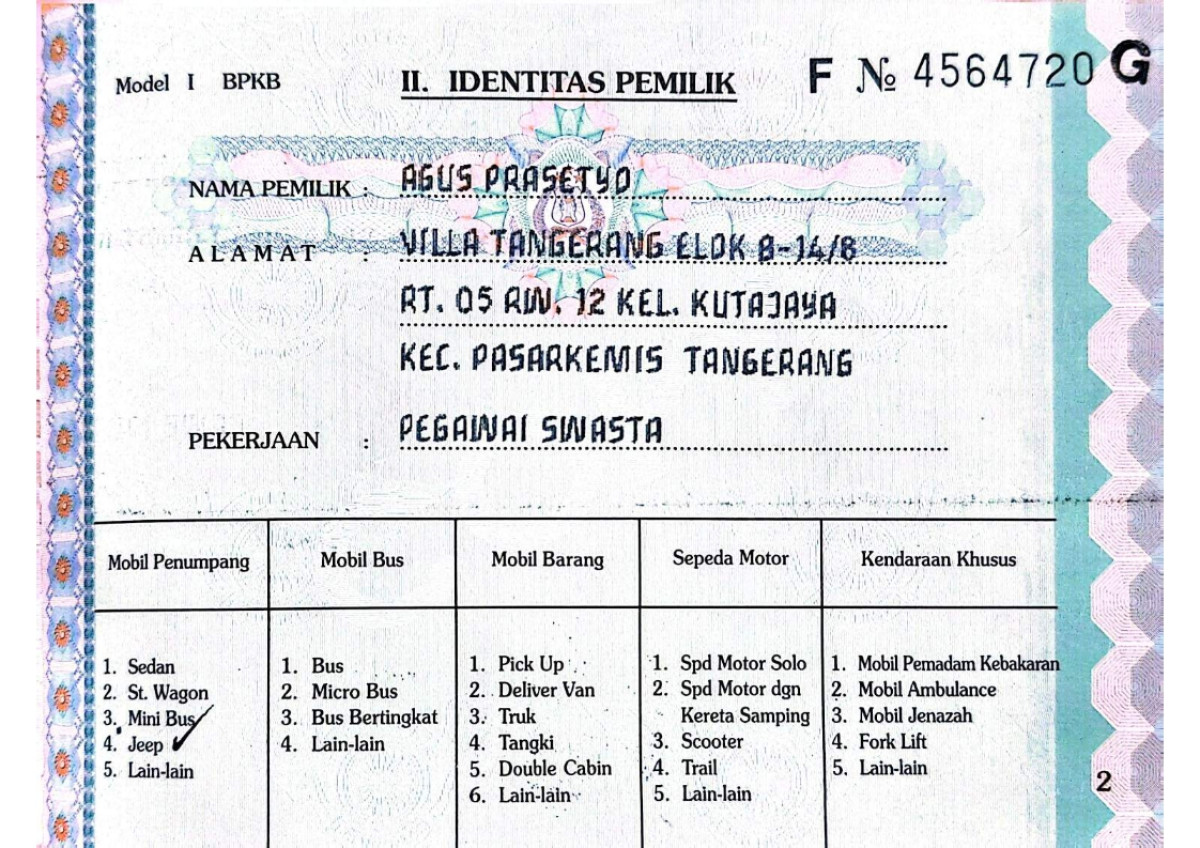 Model I BPKB
II. IDENTITAS PEMILIK
F № 4564720 G
NAMA PEMILIK : AGUS PRASETYO
ALAMAT : VILLA TANGERANG ELOK B-14/8
RT. 05 RW. 12 KEL. KUTAJAYA
KEC. PASARKEMIS TANGERANG
PEKERJAAN : PEGAWAI SWASTA
Mobil Penumpang
1. Sedan
2. St. Wagon
3. Mini Bus
4. Jeep ✓
5. Lain-lain
Mobil Bus
1. Bus
2. Micro Bus
3. Bus Bertingkat
4. Lain-lain
Mobil Barang
1. Pick Up
2. Deliver Van
3. Truk
4. Tangki
5. Double Cabin
6. Lain-lain
Sepeda Motor
1. Spd Motor Solo
2. Spd Motor dgn
Kereta Samping
3. Scooter
4. Trail
5. Lain-lain
Kendaraan Khusus
1. Mobil Pemadam Kebakaran
2. Mobil Ambulance
3. Mobil Jenazah
4. Fork Lift
5. Lain-lain
2